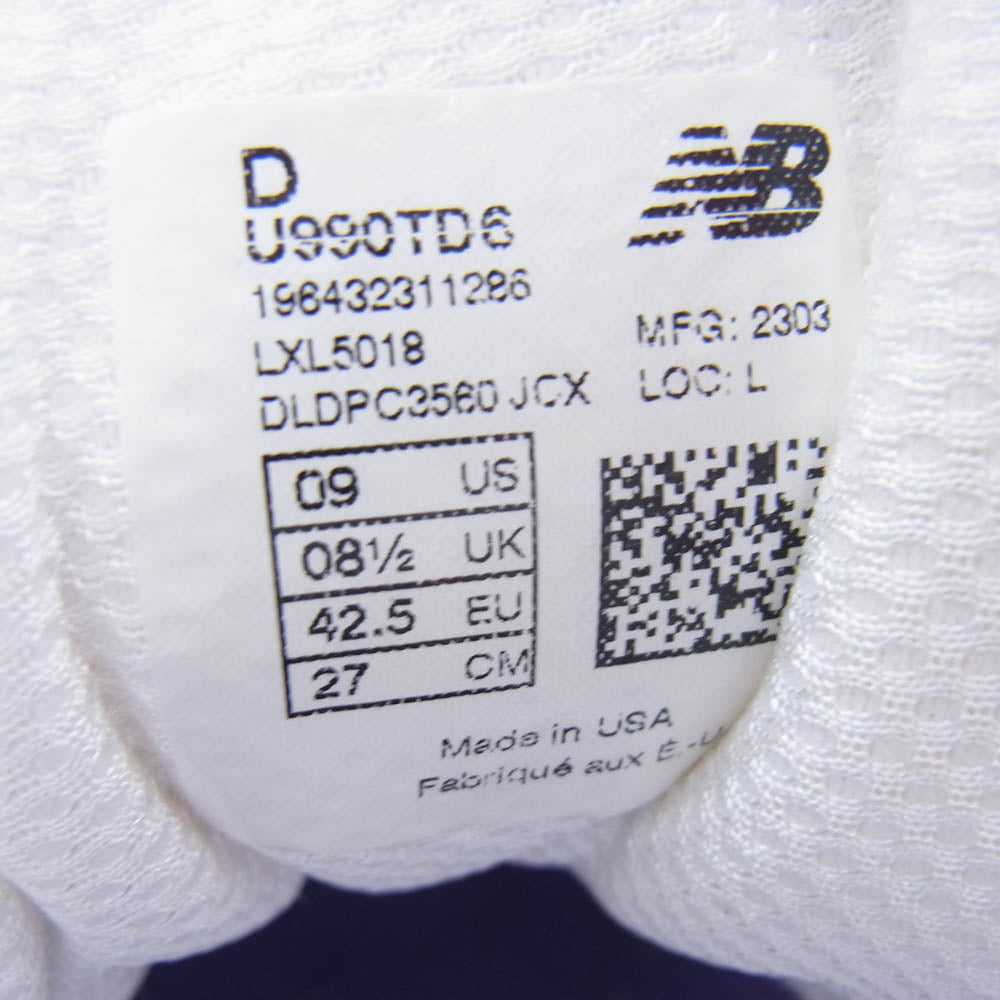 D
NB
U990TD6
196432311286
LXL5018
MFG: 2303
DLDPC3560 JCX
LOC: L
09 US
08½ UK
42.5 EU
27 CM
Made in USA
Fabriqué aux É.-U